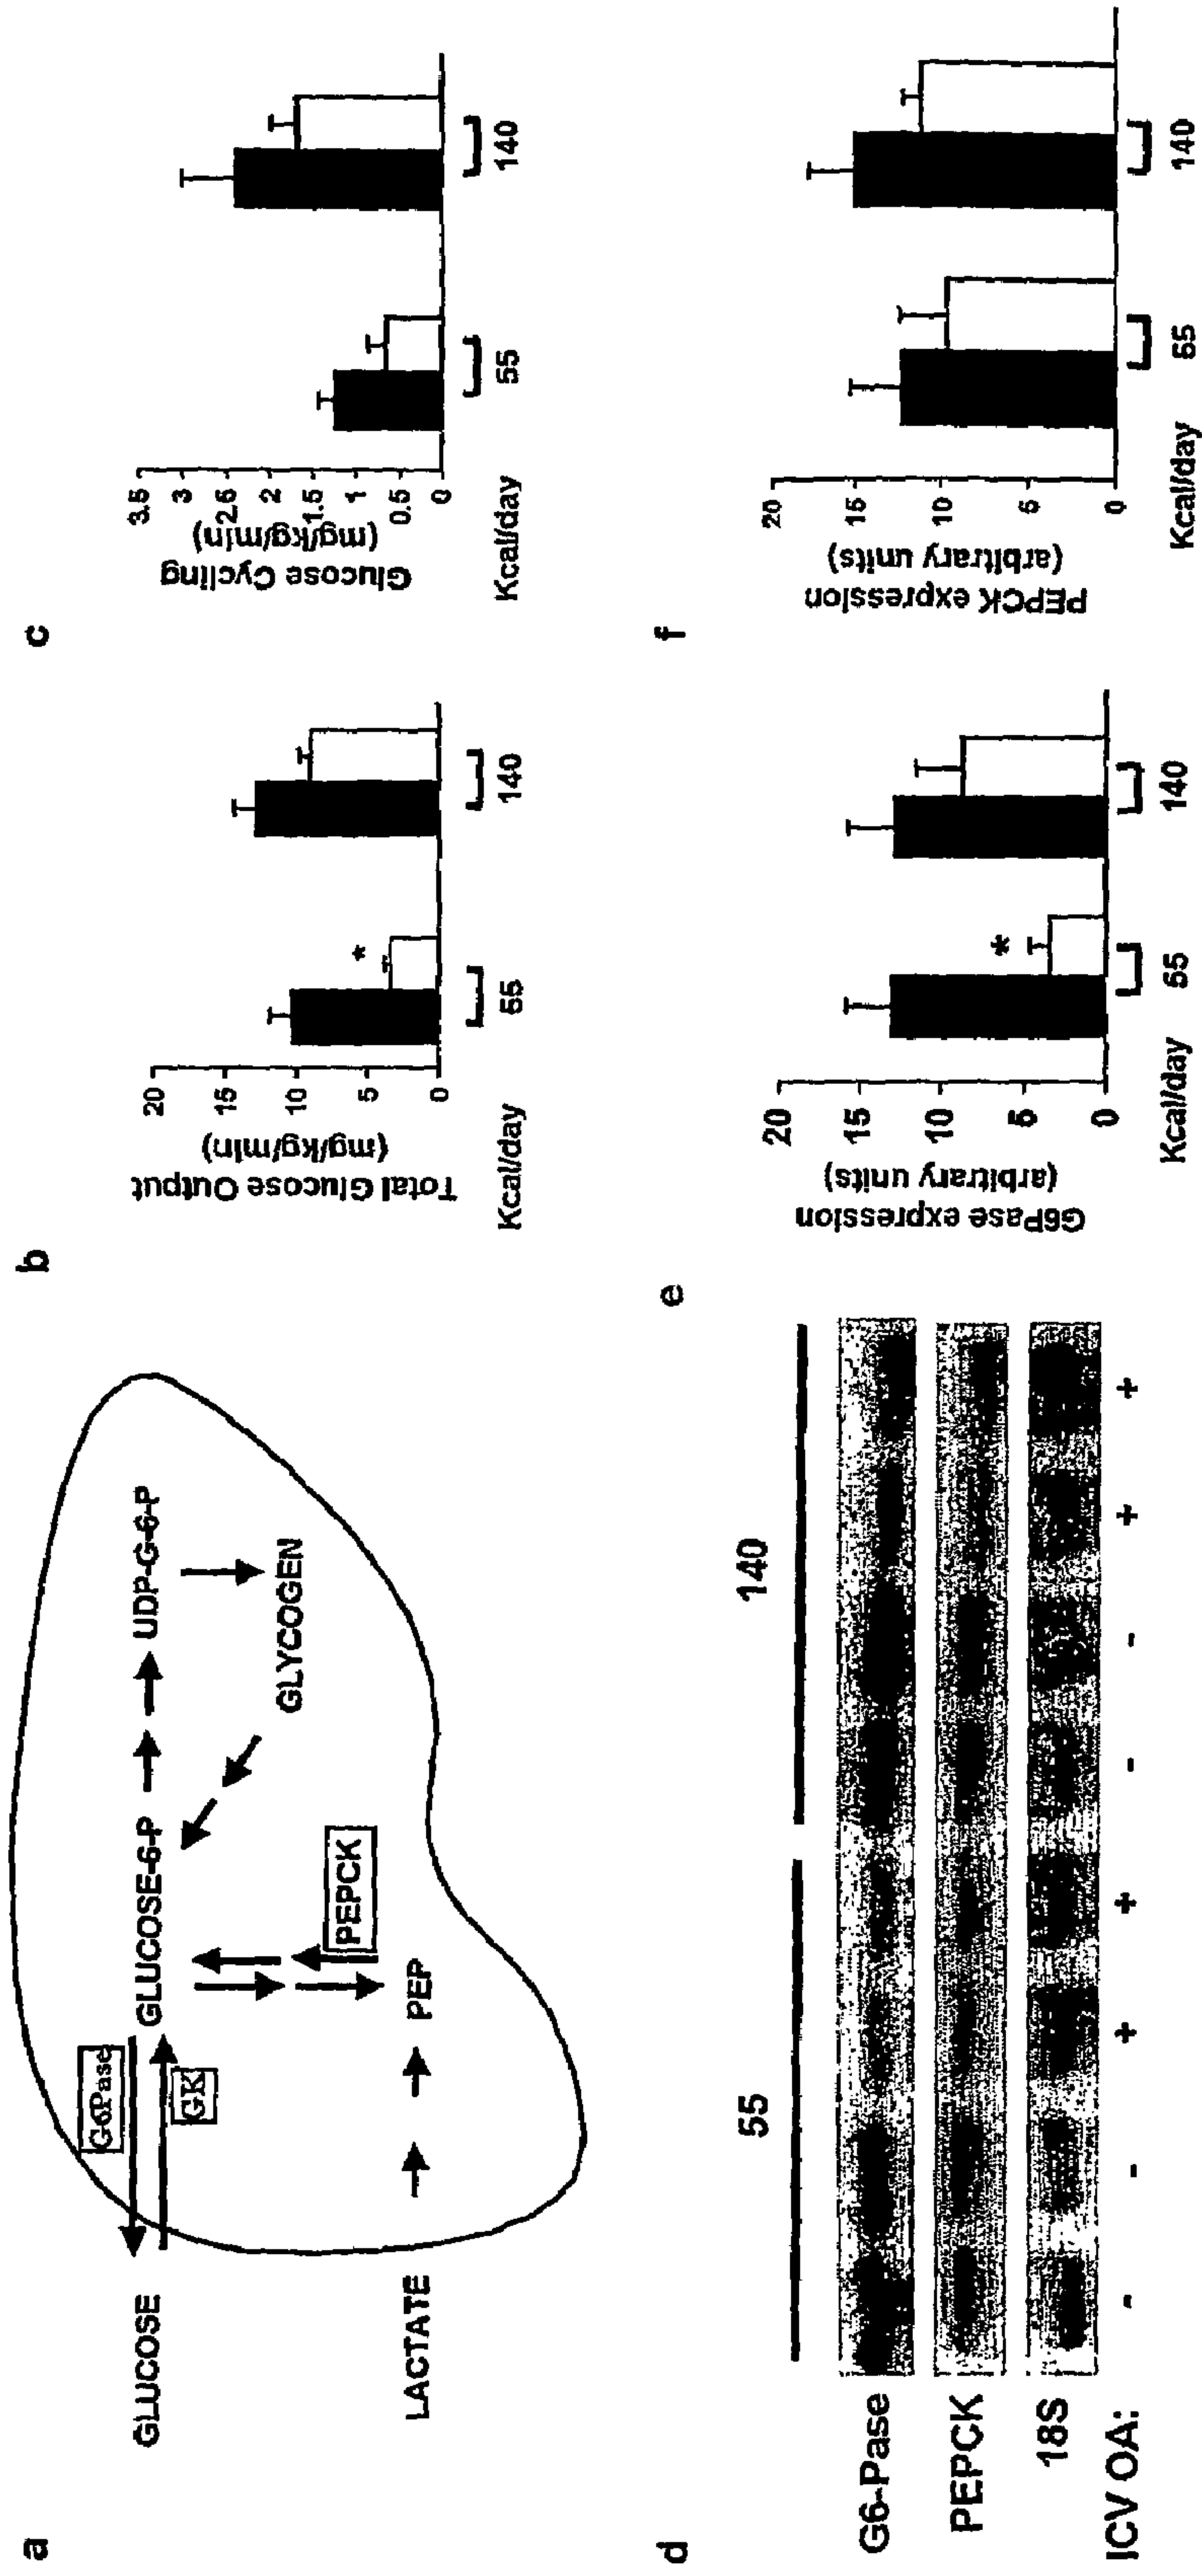 a
GLUCOSE
G6Pase
GK
GLUCOSE-6-P
UDP-G-6-P
GLYCOGEN
PEPCK
PEP
LACTATE
b
Total Glucose Output
(mg/kg/min)
20
15
10
5
0
*
Kcal/day
55
140
c
Glucose Cycling
(mg/kg/min)
3.5
3
2.5
2
1.5
1
0.5
0
Kcal/day
55
140
d
55
140
G6-Pase
PEPCK
18S
ICV OA: - - + + - - + +
e
G6Pase expression
(arbitrary units)
20
15
10
5
0
*
Kcal/day
55
140
f
PEPCK expression
(arbitrary units)
20
15
10
5
0
Kcal/day
55
140